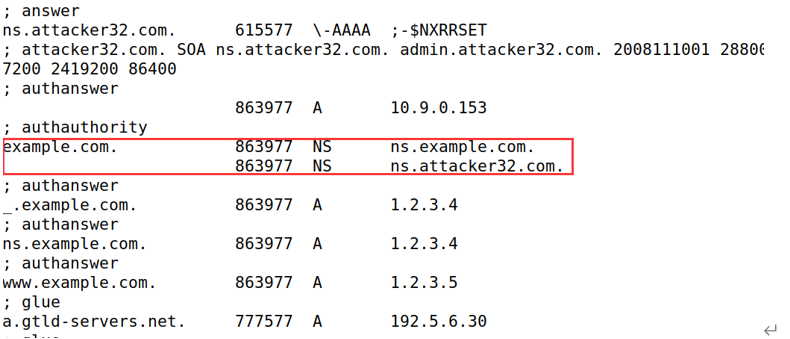 ; answer
ns.attacker32.com. 615577 \-AAAA ;-$NXRRSET
; attacker32.com. SOA ns.attacker32.com. admin.attacker32.com. 2008111001 28800
7200 2419200 86400
; authanswer
863977 A 10.9.0.153
; authauthority
example.com. 863977 NS ns.example.com.
863977 NS ns.attacker32.com.
; authanswer
_.example.com. 863977 A 1.2.3.4
; authanswer
ns.example.com. 863977 A 1.2.3.4
; authanswer
www.example.com. 863977 A 1.2.3.5
; glue
a.gtld-servers.net. 777577 A 192.5.6.30
; glue